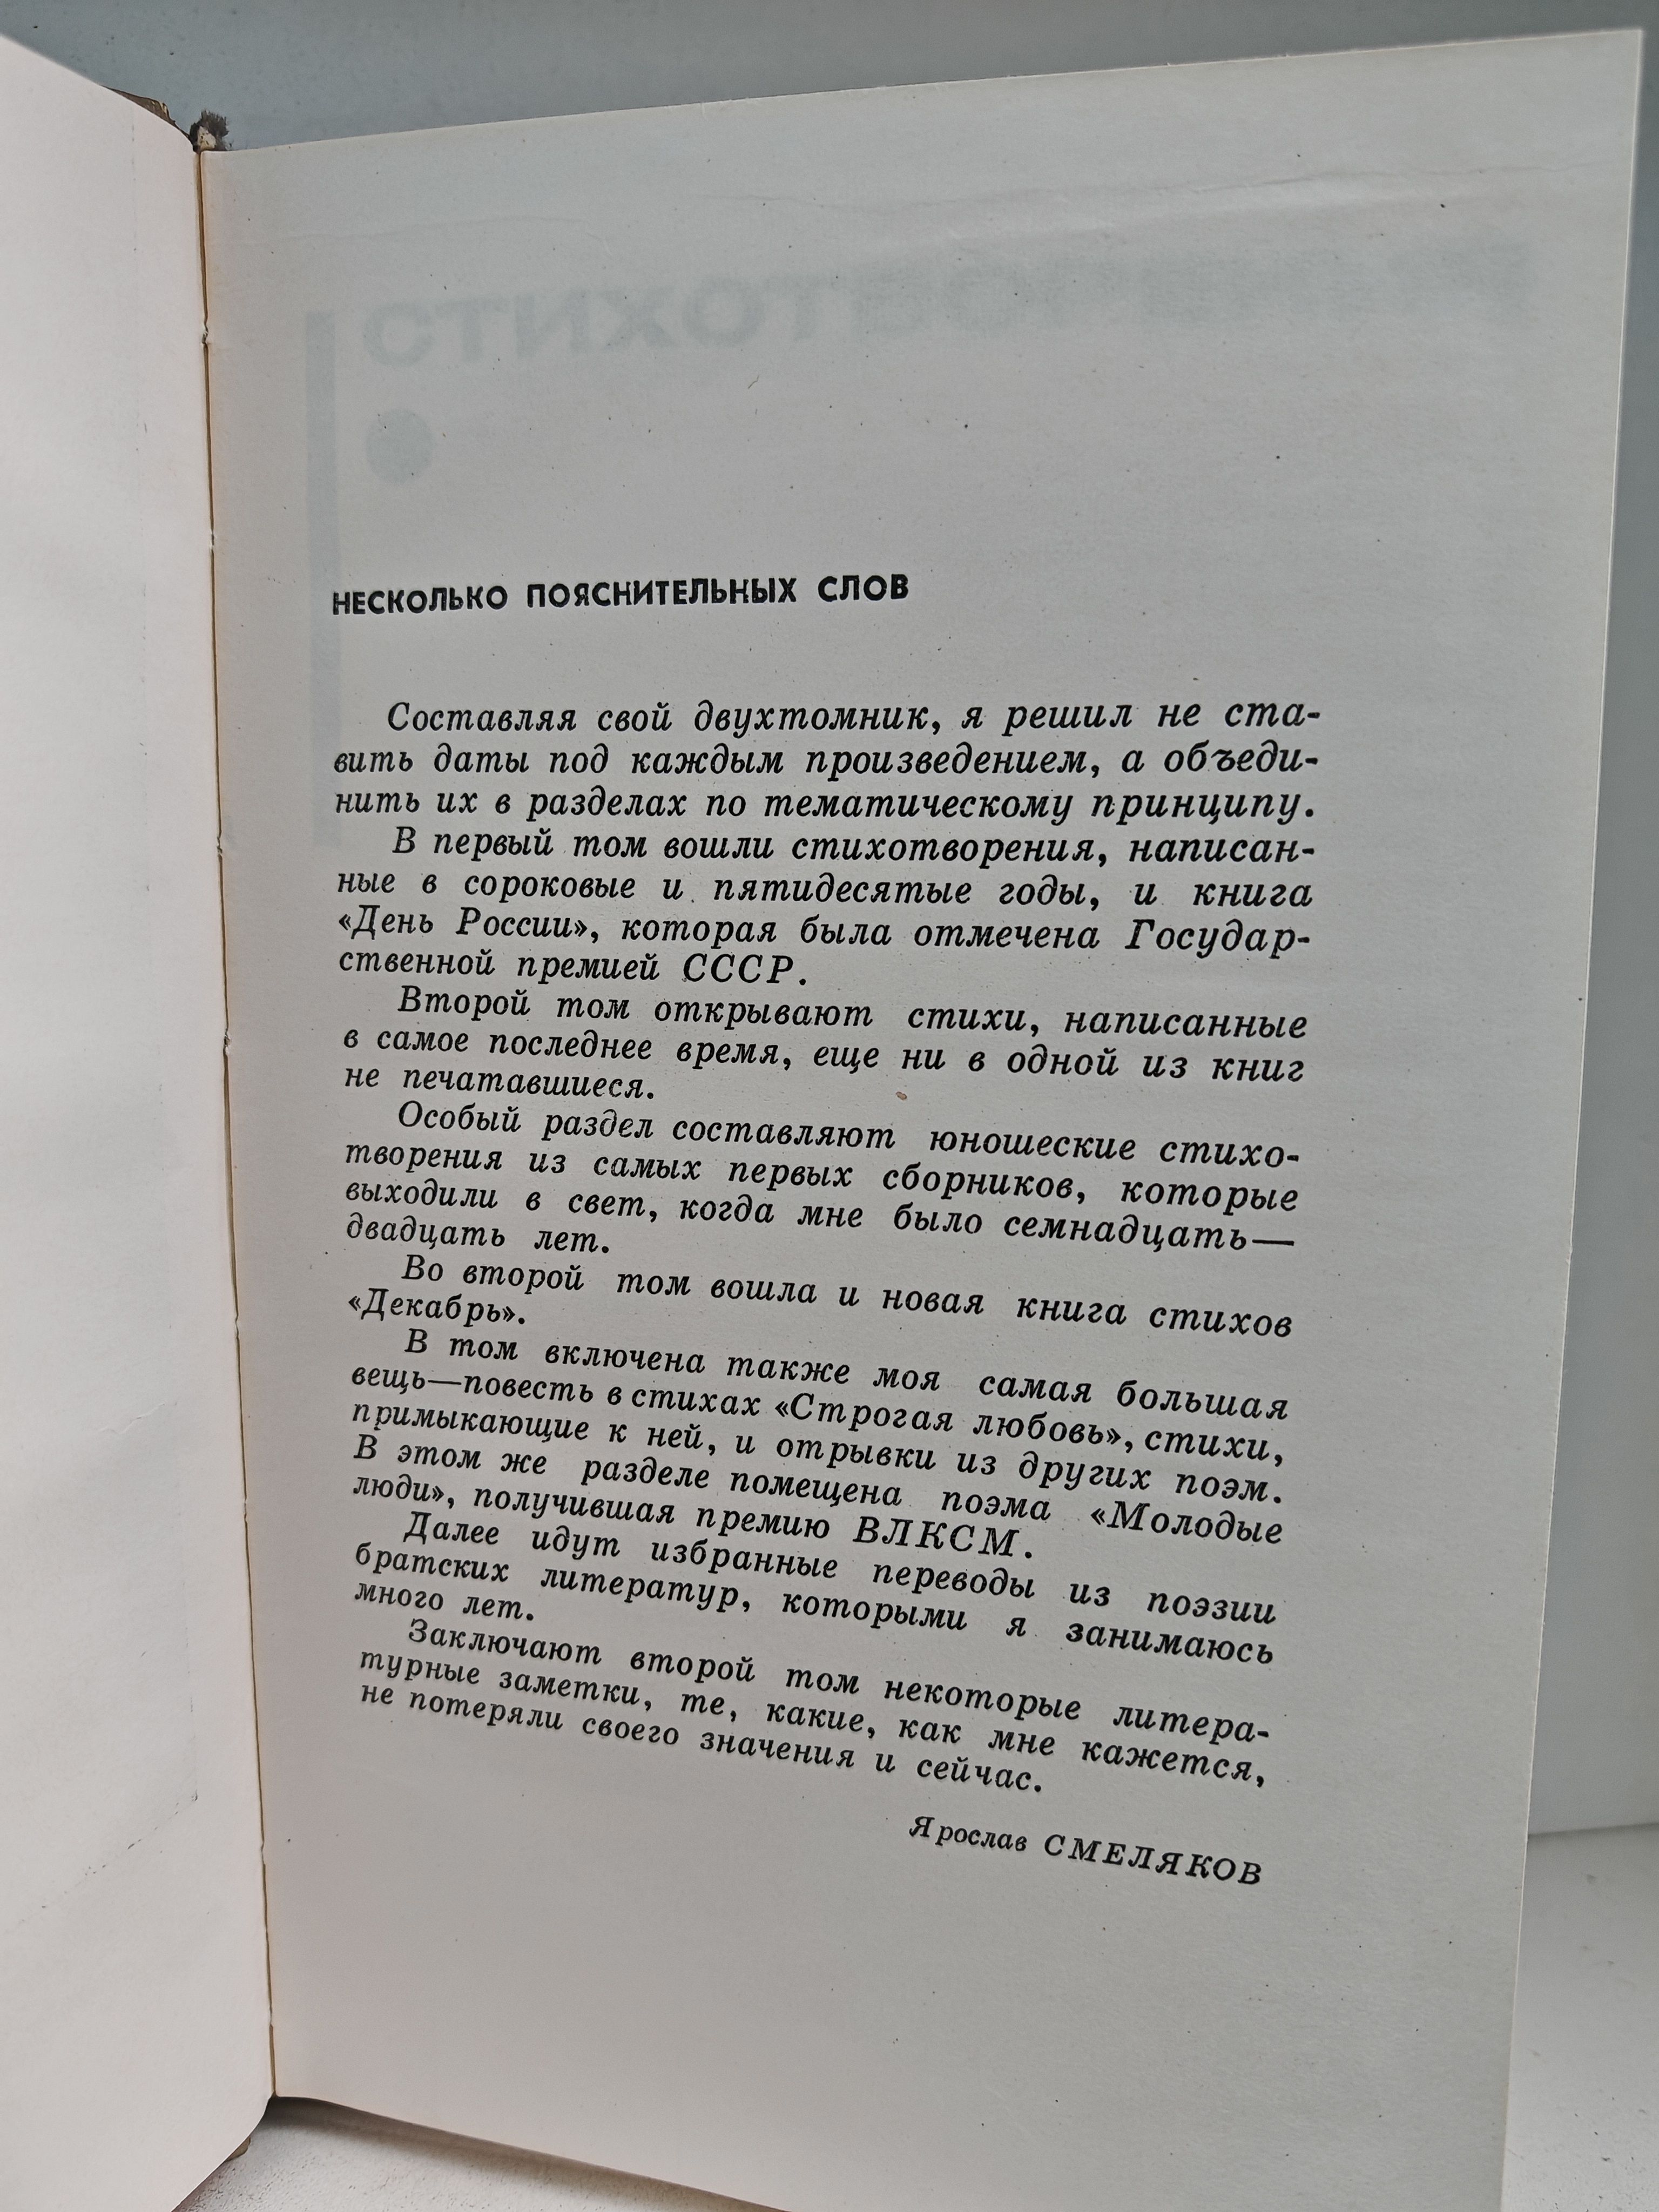 НЕСКОЛЬКО ПОЯСНИТЕЛЬНЫХ СЛОВ
Составляя свой двухтомник, я решил не ста-
вить даты под каждым произведением, а объеди-
нить их в разделах по тематическому принципу.
В первый том вошли стихотворения, написан-
ные в сороковые и пятидесятые годы, и книга
«День России», которая была отмечена Государ-
ственной премией СССР.
Второй том открывают стихи, написанные
в самое последнее время, еще ни в одной из книг
не печатавшиеся.
Особый раздел составляют юношеские стихо-
творения из самых первых сборников, которые
выходили в свет, когда мне было семнадцать—
двадцать лет.
Во второй том вошла и новая книга стихов
«Декабрь».
В том включена также моя самая большая
вещь—повесть в стихах «Строгая любовь», стихи,
примыкающие к ней, и отрывки из других поэм.
В этом же разделе помещена поэма «Молодые
люди», получившая премию ВЛКСМ.
Далее идут избранные переводы из поэзии
братских литератур, которыми я занимаюсь
много лет.
Заключают второй том некоторые литера-
турные заметки, те, какие, как мне кажется,
не потеряли своего значения и сейчас.
Ярослав СМЕЛЯКОВ